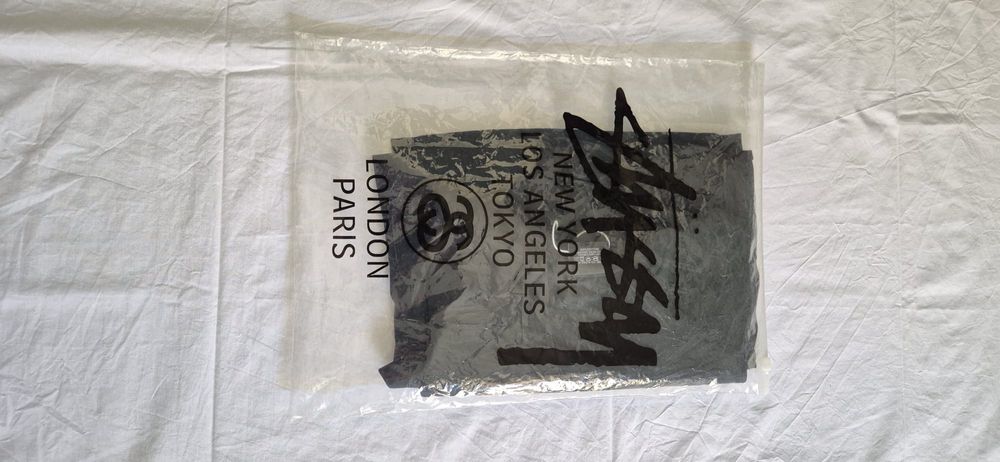 Stüssy
NEW YORK
LOS ANGELES
TOKYO
LONDON
PARIS